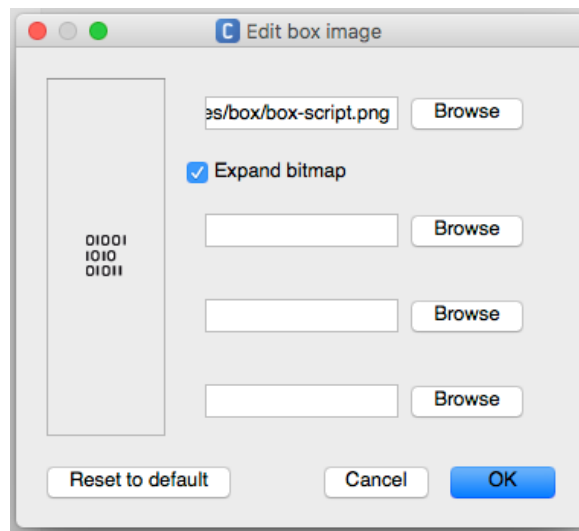 C Edit box image
es/box/box-script.png Browse
Expand bitmap
01001
1010
01011
Browse
Browse
Browse
Reset to default Cancel OK